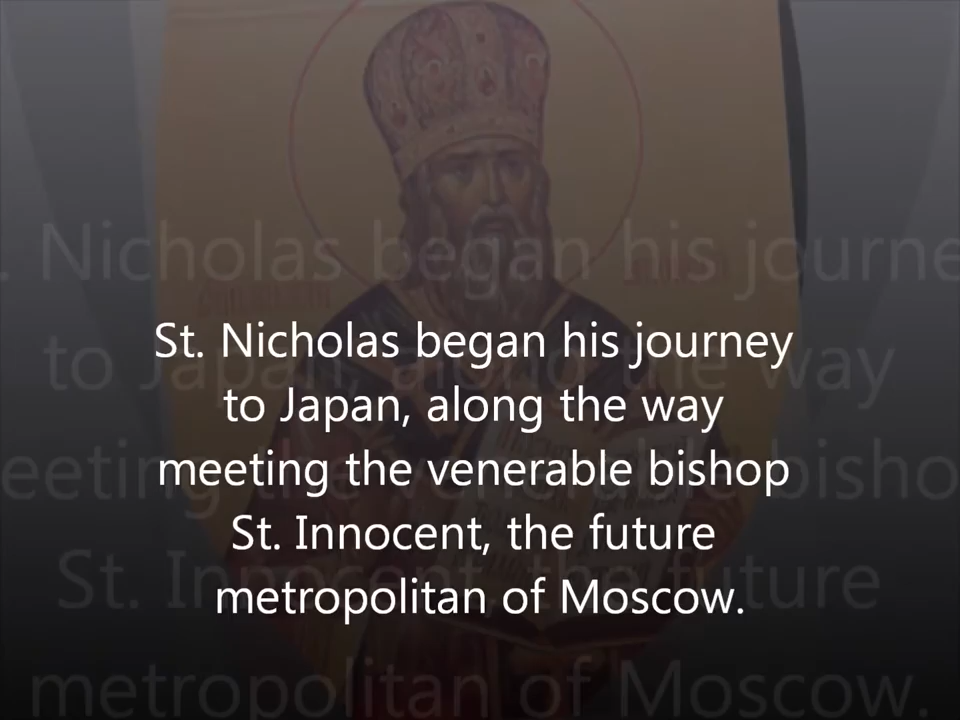 St. Nicholas began his journey
to Japan, along the way
meeting the venerable bishop
St. Innocent, the future
metropolitan of Moscow.